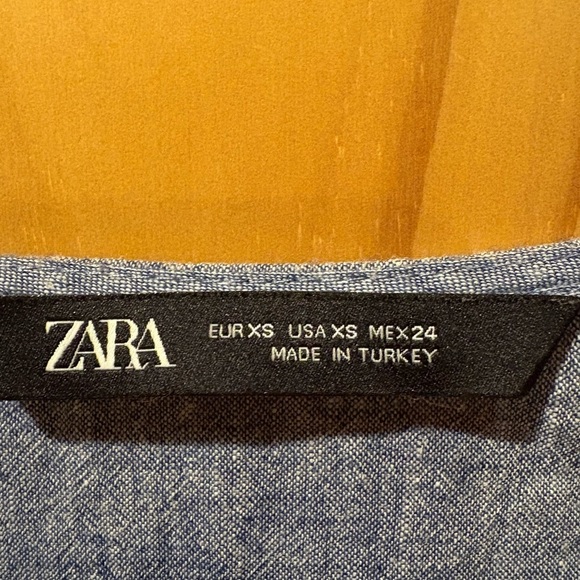 ZARA
EUR XS USA XS MEX 24
MADE IN TURKEY